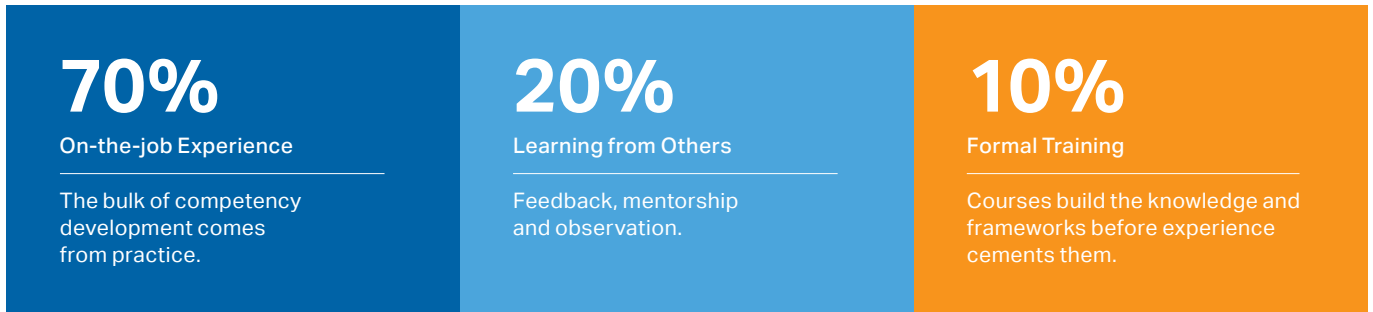 70%
On-the-job Experience
The bulk of competency
development comes
from practice.
20%
Learning from Others
Feedback, mentorship
and observation.
10%
Formal Training
Courses build the knowledge and
frameworks before experience
cements them.